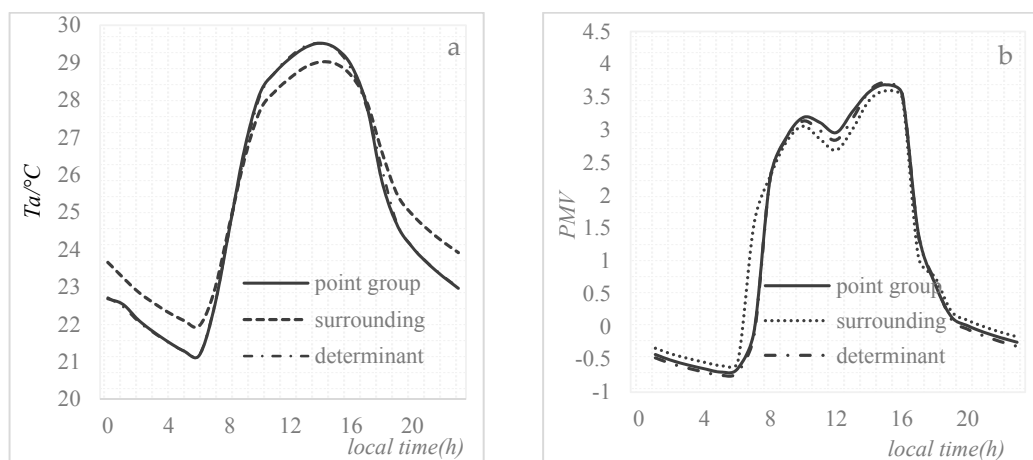 a
Ta/°C
30
29
28
27
26
25
24
23
22
21
20
point group
surrounding
determinant
0 4 8 12 16 20
local time(h)
b
PMV
4.5
4
3.5
3
2.5
2
1.5
1
0.5
0
-0.5
-1
point group
surrounding
determinant
0 4 8 12 16 20
local time(h)